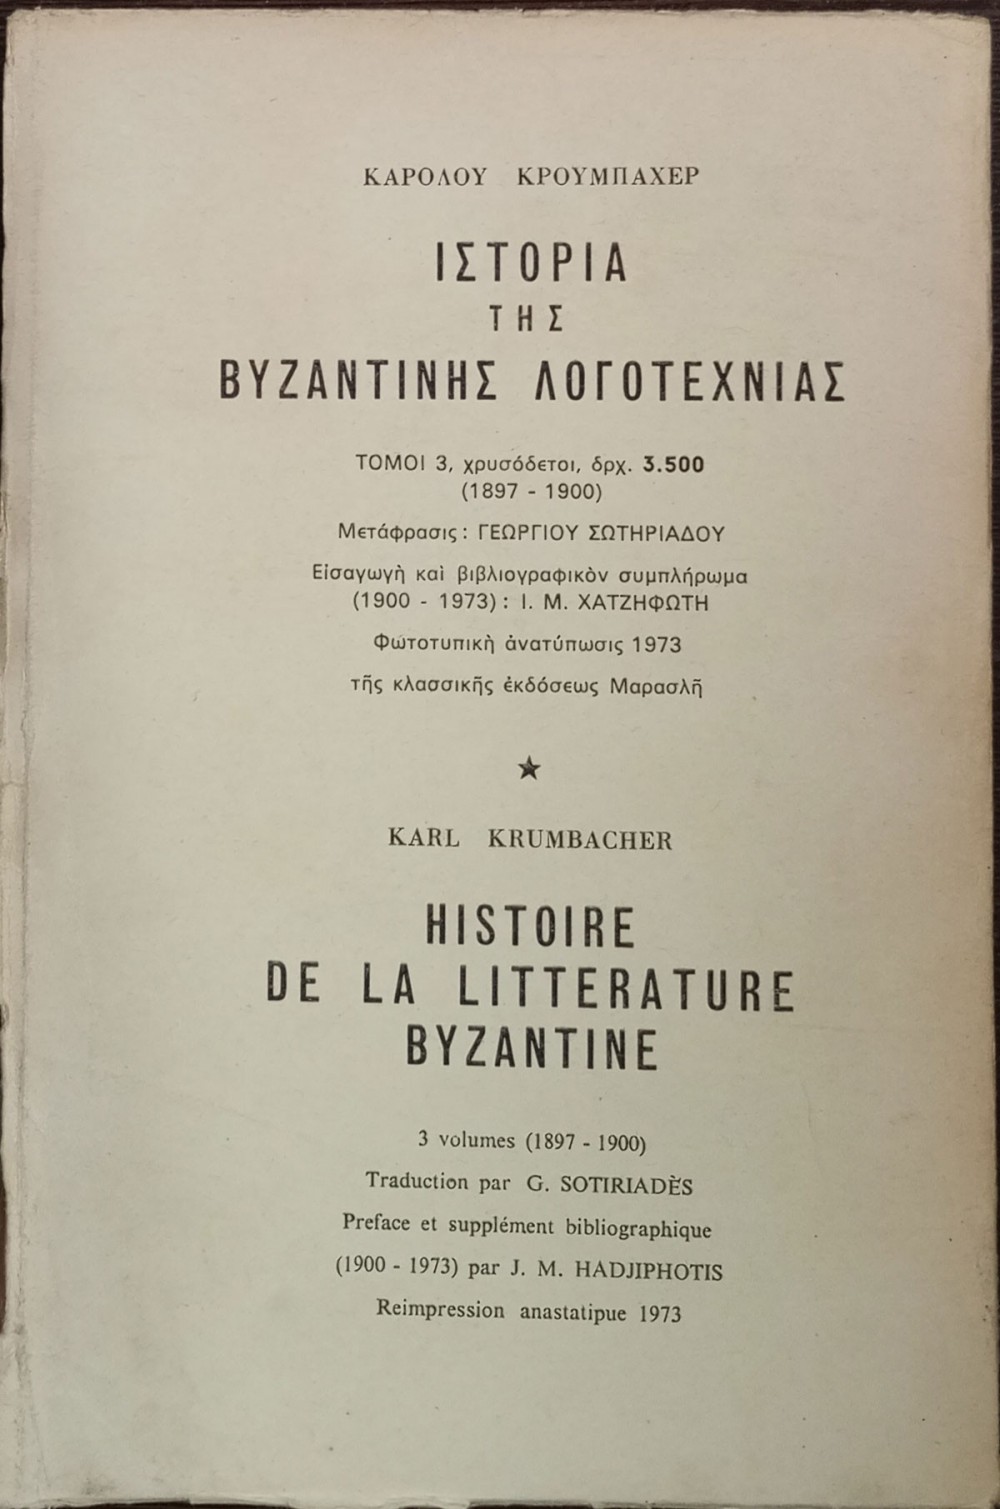 ΚΑΡΟΛΟΥ ΚΡΟΥΜΠΑΧΕΡ
ΙΣΤΟΡΙΑ
ΤΗΣ
ΒΥΖΑΝΤΙΝΗΣ ΛΟΓΟΤΕΧΝΙΑΣ
ΤΟΜΟΙ 3, χρυσόδετοι, δρχ. 3.500
(1897 - 1900)
Μετάφρασις: ΓΕΩΡΓΙΟΥ ΣΩΤΗΡΙΑΔΟΥ
Εἰσαγωγὴ καὶ βιβλιογραφικὸν συμπλήρωμα
(1900 - 1973): Ι. Μ. ΧΑΤΖΗΦΩΤΗ
Φωτοτυπικὴ ἀνατύπωσις 1973
τῆς κλασσικῆς ἐκδόσεως Μαρασλῆ
★
KARL KRUMBACHER
HISTOIRE
DE LA LITTERATURE
BYZANTINE
3 volumes (1897 - 1900)
Traduction par G. SOTIRIADÈS
Preface et supplément bibliographique
(1900 - 1973) par J. M. HADJIPHOTIS
Reimpression anastatipue 1973